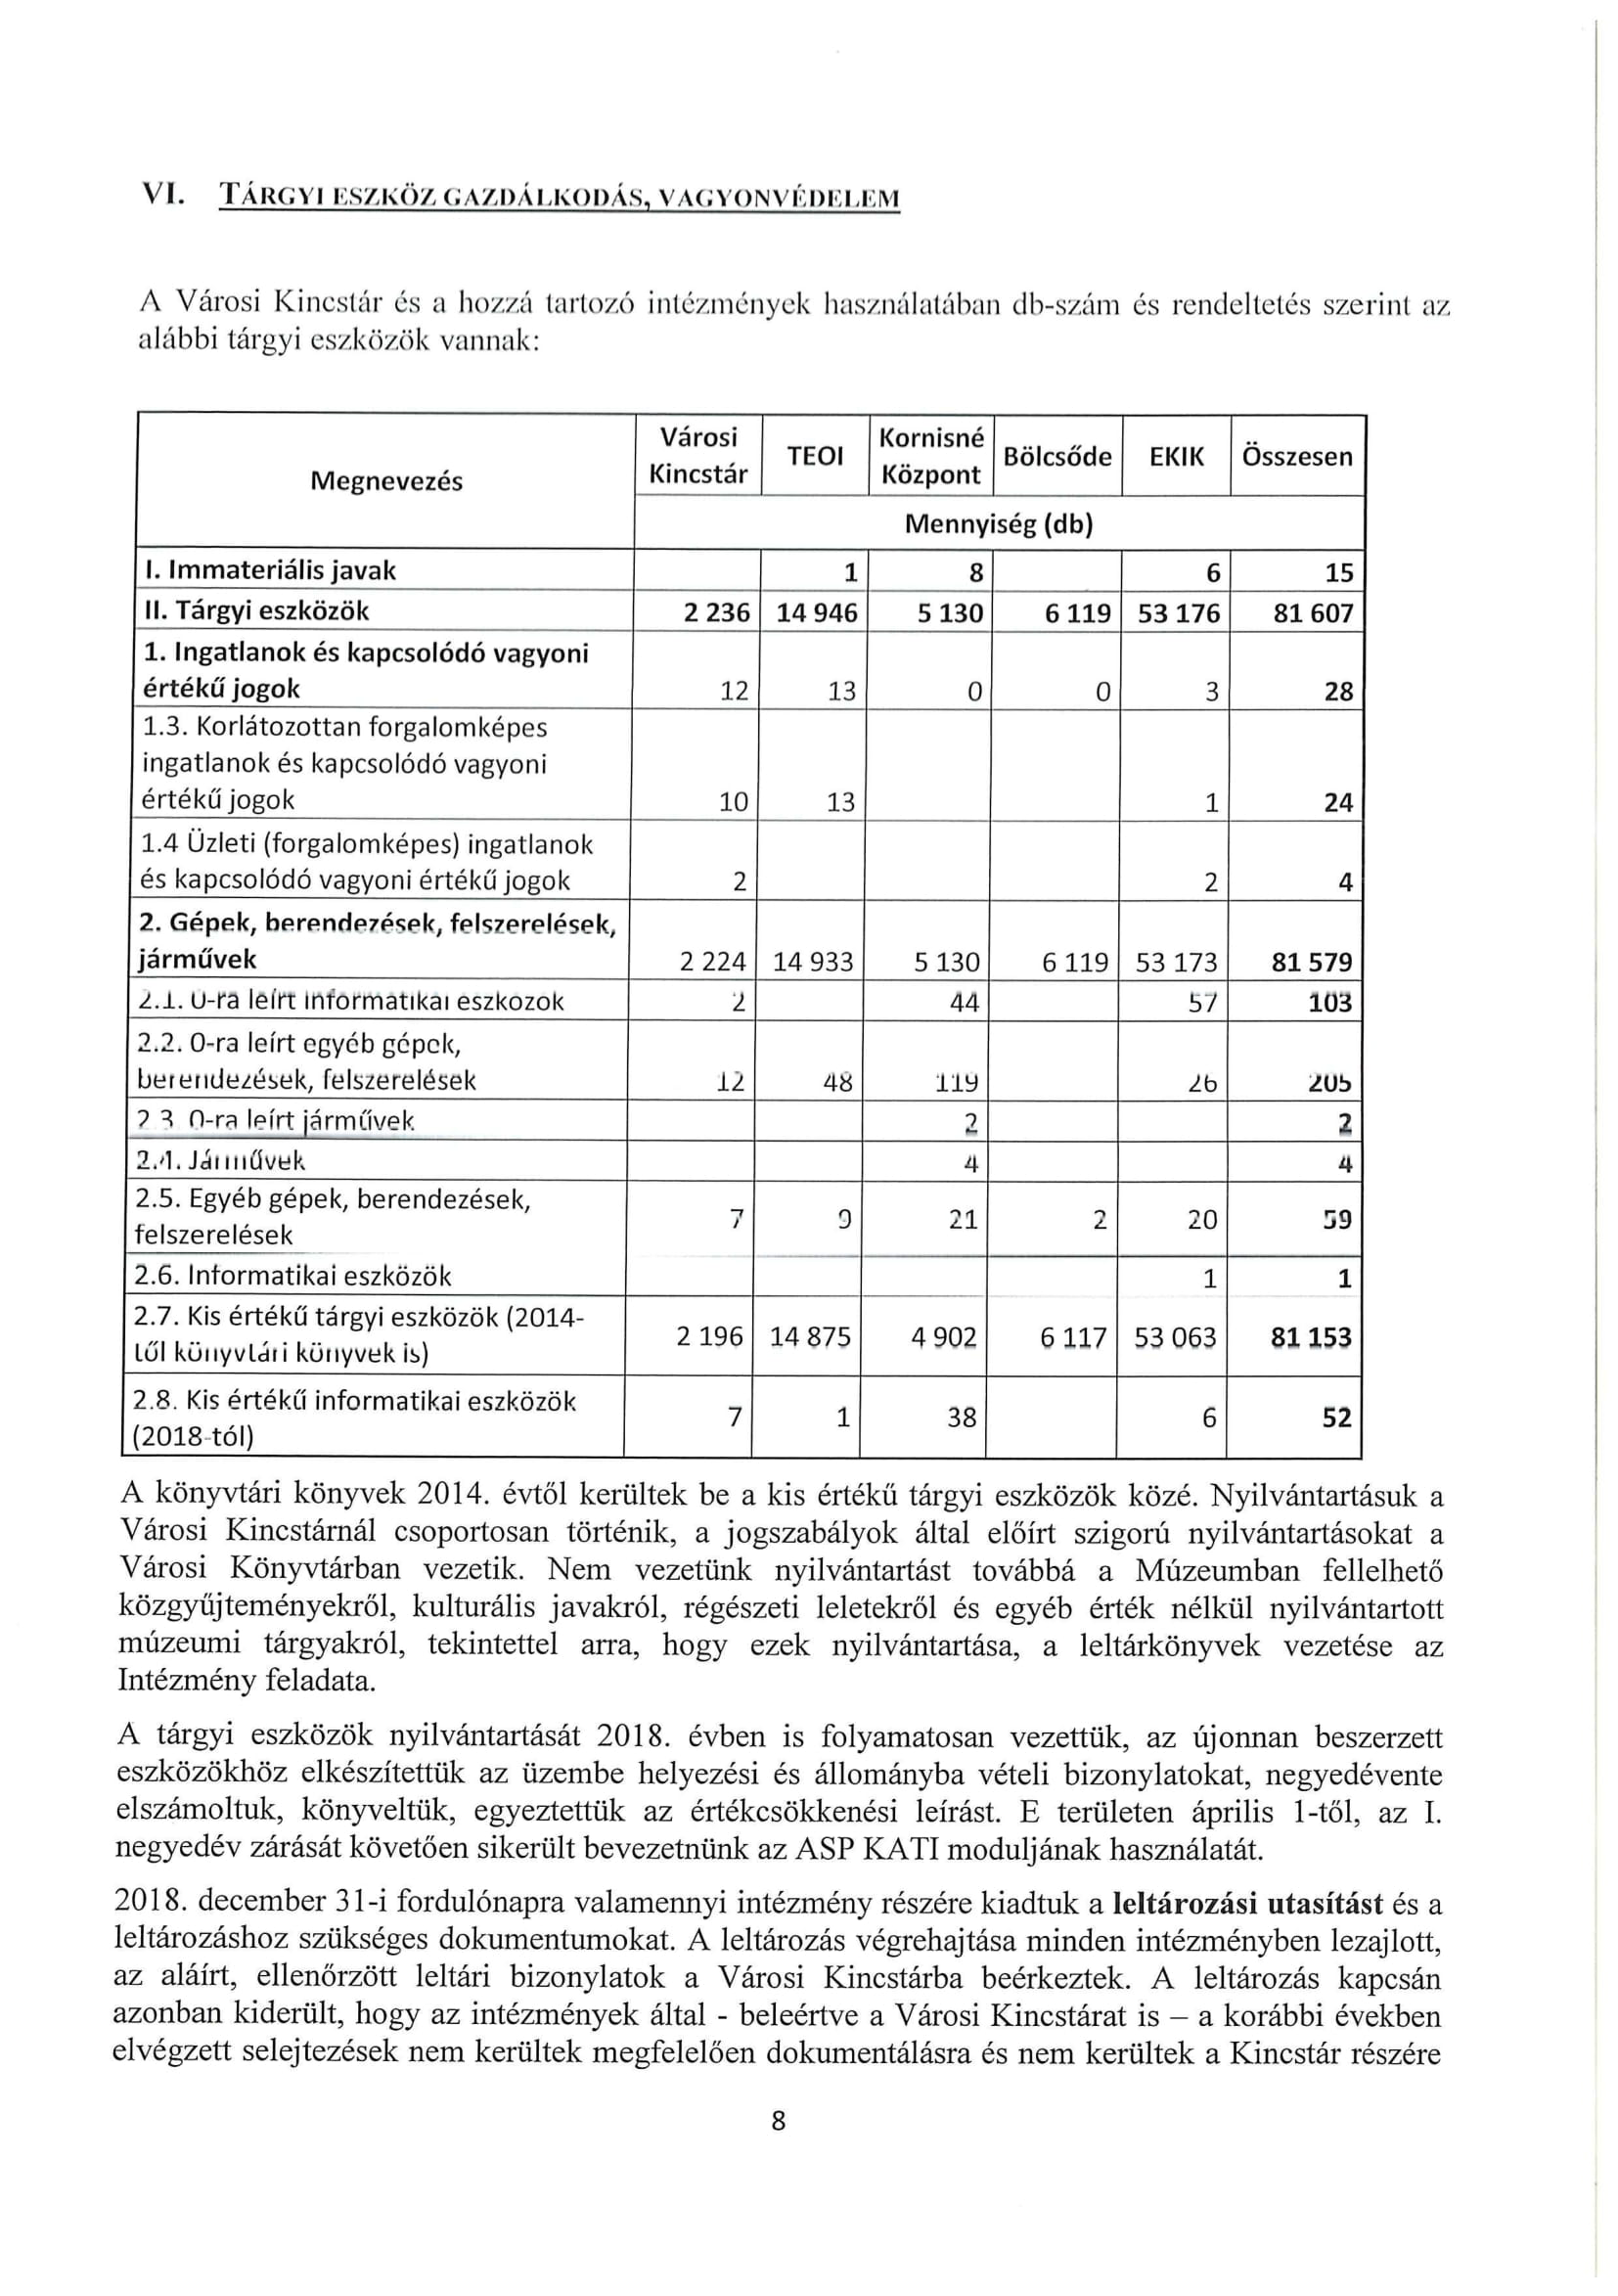 VI. TÁRGYI ESZKÖZ GAZDÁLKODÁS, VAGYONVÉDELEM
A Városi Kincstár és a hozzá tartozó intézmények használatában db-szám és rendeltetés szerint az
alábbi tárgyi eszközök vannak:
Megnevezés Városi Kincstár TEOI Kornisné Központ Bölcsőde EKIK Összesen
Mennyiség (db)
I. Immateriális javak 1 8 6 15
II. Tárgyi eszközök 2 236 14 946 5 130 6 119 53 176 81 607
1. Ingatlanok és kapcsolódó vagyoni
értékű jogok 12 13 0 0 3 28
1.3. Korlátozottan forgalomképes
ingatlanok és kapcsolódó vagyoni
értékű jogok 10 13 1 24
1.4 Üzleti (forgalomképes) ingatlanok
és kapcsolódó vagyoni értékű jogok 2 2 4
2. Gépek, berendezések, felszerelések,
járművek 2 224 14 933 5 130 6 119 53 173 81 579
2.1. 0-ra leírt informatikai eszközök 2 44 57 103
2.2. 0-ra leírt egyéb gépek,
berendezések, felszerelések 12 48 119 26 205
2.3. 0-ra leírt járművek 2 2
2.4. Járművek 4 4
2.5. Egyéb gépek, berendezések,
felszerelések 7 9 21 2 20 59
2.6. Informatikai eszközök 1 1
2.7. Kis értékű tárgyi eszközök (2014-
től könyvtári könyvek is) 2 196 14 875 4 902 6 117 53 063 81 153
2.8. Kis értékű informatikai eszközök
(2018-tól) 7 1 38 6 52
A könyvtári könyvek 2014. évtől kerültek be a kis értékű tárgyi eszközök közé. Nyilvántartásuk a
Városi Kincstárnál csoportosan történik, a jogszabályok által előírt szigorú nyilvántartásokat a
Városi Könyvtárban vezetik. Nem vezetünk nyilvántartást továbbá a Múzeumban fellelhető
közgyűjteményekről, kulturális javakról, régészeti leletekről és egyéb érték nélkül nyilvántartott
múzeumi tárgyakról, tekintettel arra, hogy ezek nyilvántartása, a leltárkönyvek vezetése az
Intézmény feladata.
A tárgyi eszközök nyilvántartását 2018. évben is folyamatosan vezettük, az újonnan beszerzett
eszközökhöz elkészítettük az üzembe helyezési és állományba vételi bizonylatokat, negyedévente
elszámoltuk, könyveltük, egyeztettük az értékcsökkenési leírást. E területen április 1-től, az I.
negyedév zárását követően sikerült bevezetnünk az ASP KATI moduljának használatát.
2018. december 31-i fordulónapra valamennyi intézmény részére kiadtuk a leltározási utasítást és a
leltározáshoz szükséges dokumentumokat. A leltározás végrehajtása minden intézményben lezajlott,
az aláírt, ellenőrzött leltári bizonylatok a Városi Kincstárba beérkeztek. A leltározás kapcsán
azonban kiderült, hogy az intézmények által - beleértve a Városi Kincstárat is – a korábbi években
elvégzett selejtezések nem kerültek megfelelően dokumentálásra és nem kerültek a Kincstár részére
8